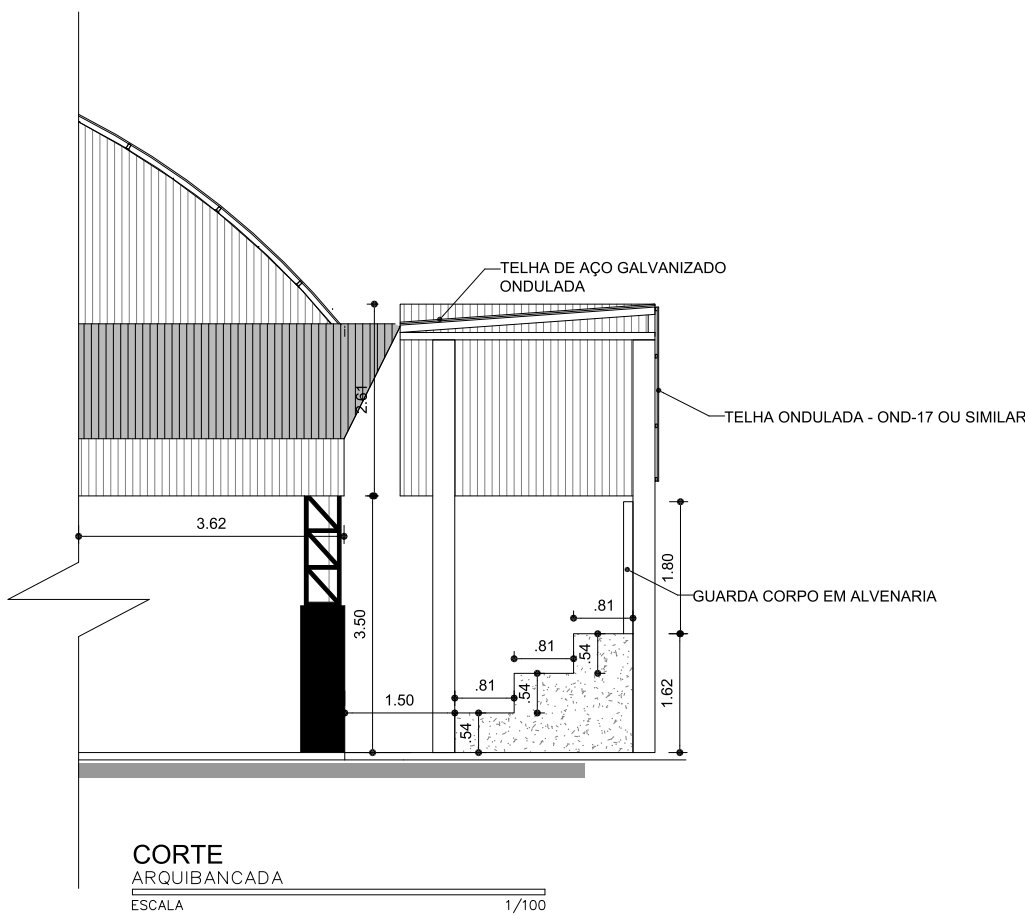 TELHA DE AÇO GALVANIZADO
ONDULADA
2.61
TELHA ONDULADA - OND-17 OU SIMILAR
3.62
1.80
GUARDA CORPO EM ALVENARIA
3.50
.81
.81
.54
.81
.54
1.62
1.50
.54
CORTE
ARQUIBANCADA
ESCALA 1/100